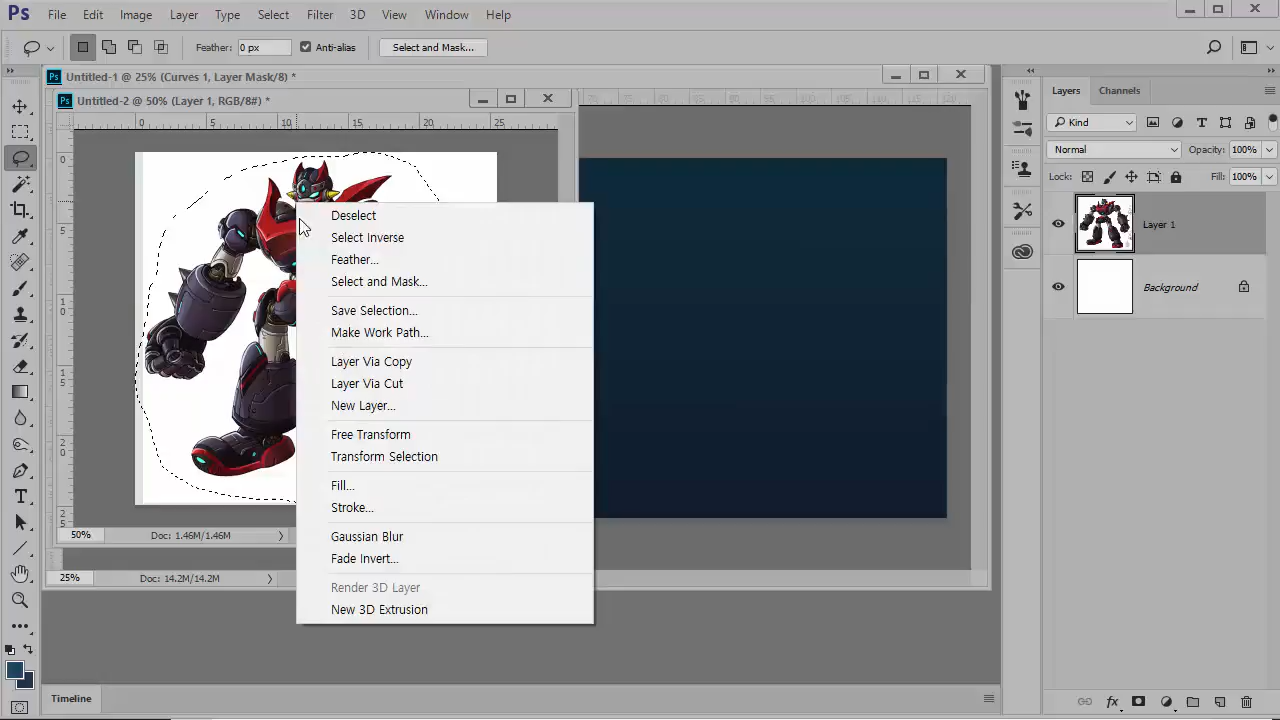 Ps File Edit Image Layer Type Select Filter 3D View Window Help
Feather: 0 px Anti-alias Select and Mask...
Untitled-1 @ 25% (Curves 1, Layer Mask/8) *
Untitled-2 @ 50% (Layer 1, RGB/8#) *
0 5 10 15 20 25
Deselect
Select Inverse
Feather...
Select and Mask...
Save Selection...
Make Work Path...
Layer Via Copy
Layer Via Cut
New Layer...
Free Transform
Transform Selection
Fill...
Stroke...
Gaussian Blur
Fade Invert...
Render 3D Layer
New 3D Extrusion
50% Doc: 1.46M/1.46M
25% Doc: 14.2M/14.2M
Timeline
Layers Channels
Kind
Normal Opacity: 100%
Lock: Fill: 100%
Layer 1
Background
fx